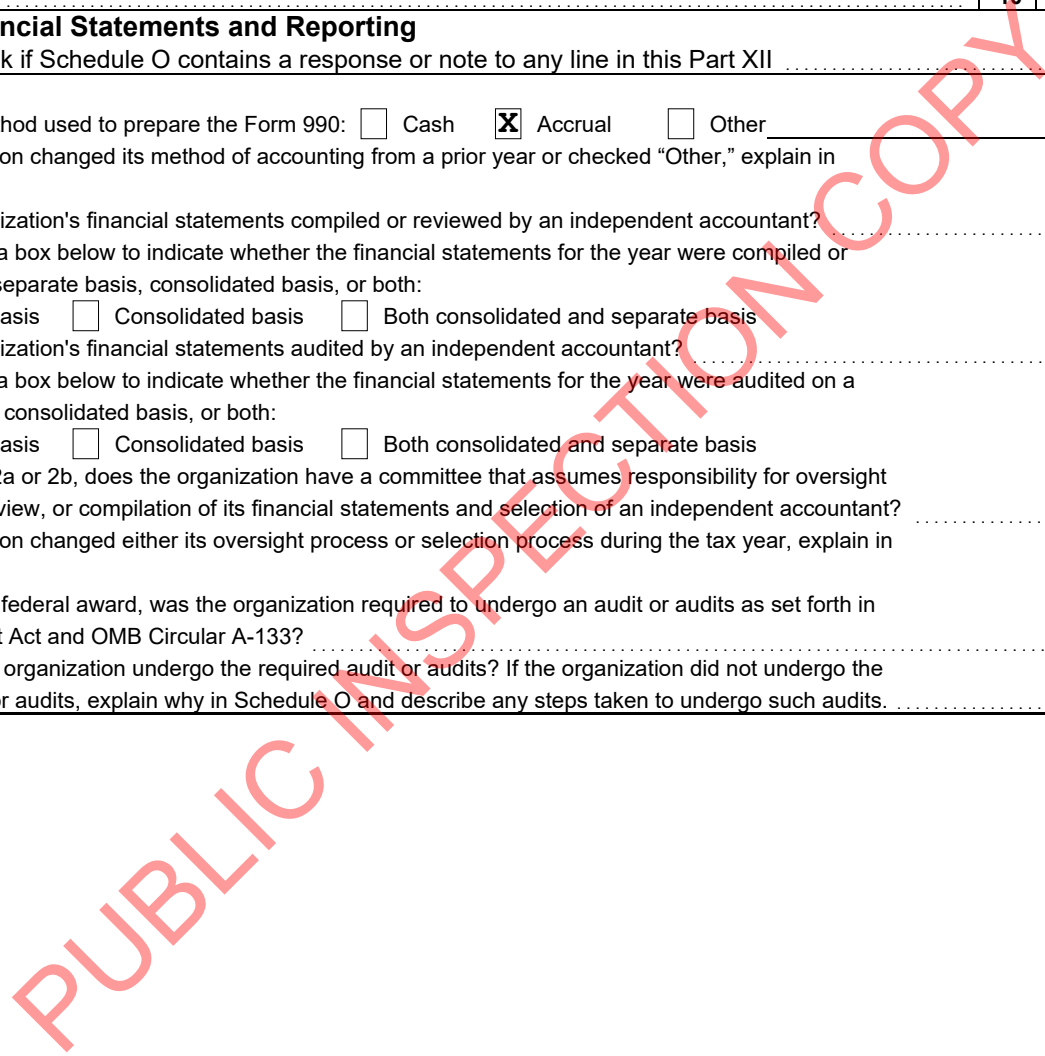 ncial Statements and Reporting
k if Schedule O contains a response or note to any line in this Part XII
thod used to prepare the Form 990: Cash X Accrual Other
on changed its method of accounting from a prior year or checked “Other,” explain in
ization's financial statements compiled or reviewed by an independent accountant?
a box below to indicate whether the financial statements for the year were compiled or
separate basis, consolidated basis, or both:
asis Consolidated basis Both consolidated and separate basis
ization's financial statements audited by an independent accountant?
a box below to indicate whether the financial statements for the year were audited on a
consolidated basis, or both:
asis Consolidated basis Both consolidated and separate basis
2a or 2b, does the organization have a committee that assumes responsibility for oversight
view, or compilation of its financial statements and selection of an independent accountant?
on changed either its oversight process or selection process during the tax year, explain in
federal award, was the organization required to undergo an audit or audits as set forth in
t Act and OMB Circular A-133?
organization undergo the required audit or audits? If the organization did not undergo the
or audits, explain why in Schedule O and describe any steps taken to undergo such audits.
PUBLIC INSPECTION COPY